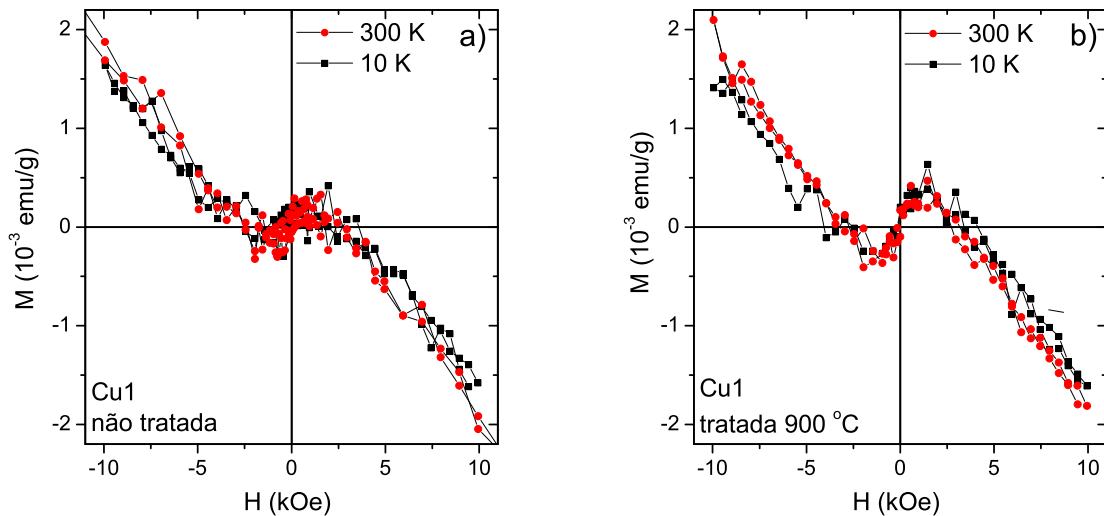 a)
300 K
10 K
2
1
0
-1
-2
M (10⁻³ emu/g)
Cu1
não tratada
-10 -5 0 5 10
H (kOe)
b)
300 K
10 K
2
1
0
-1
-2
M (10⁻³ emu/g)
Cu1
tratada 900 °C
-10 -5 0 5 10
H (kOe)